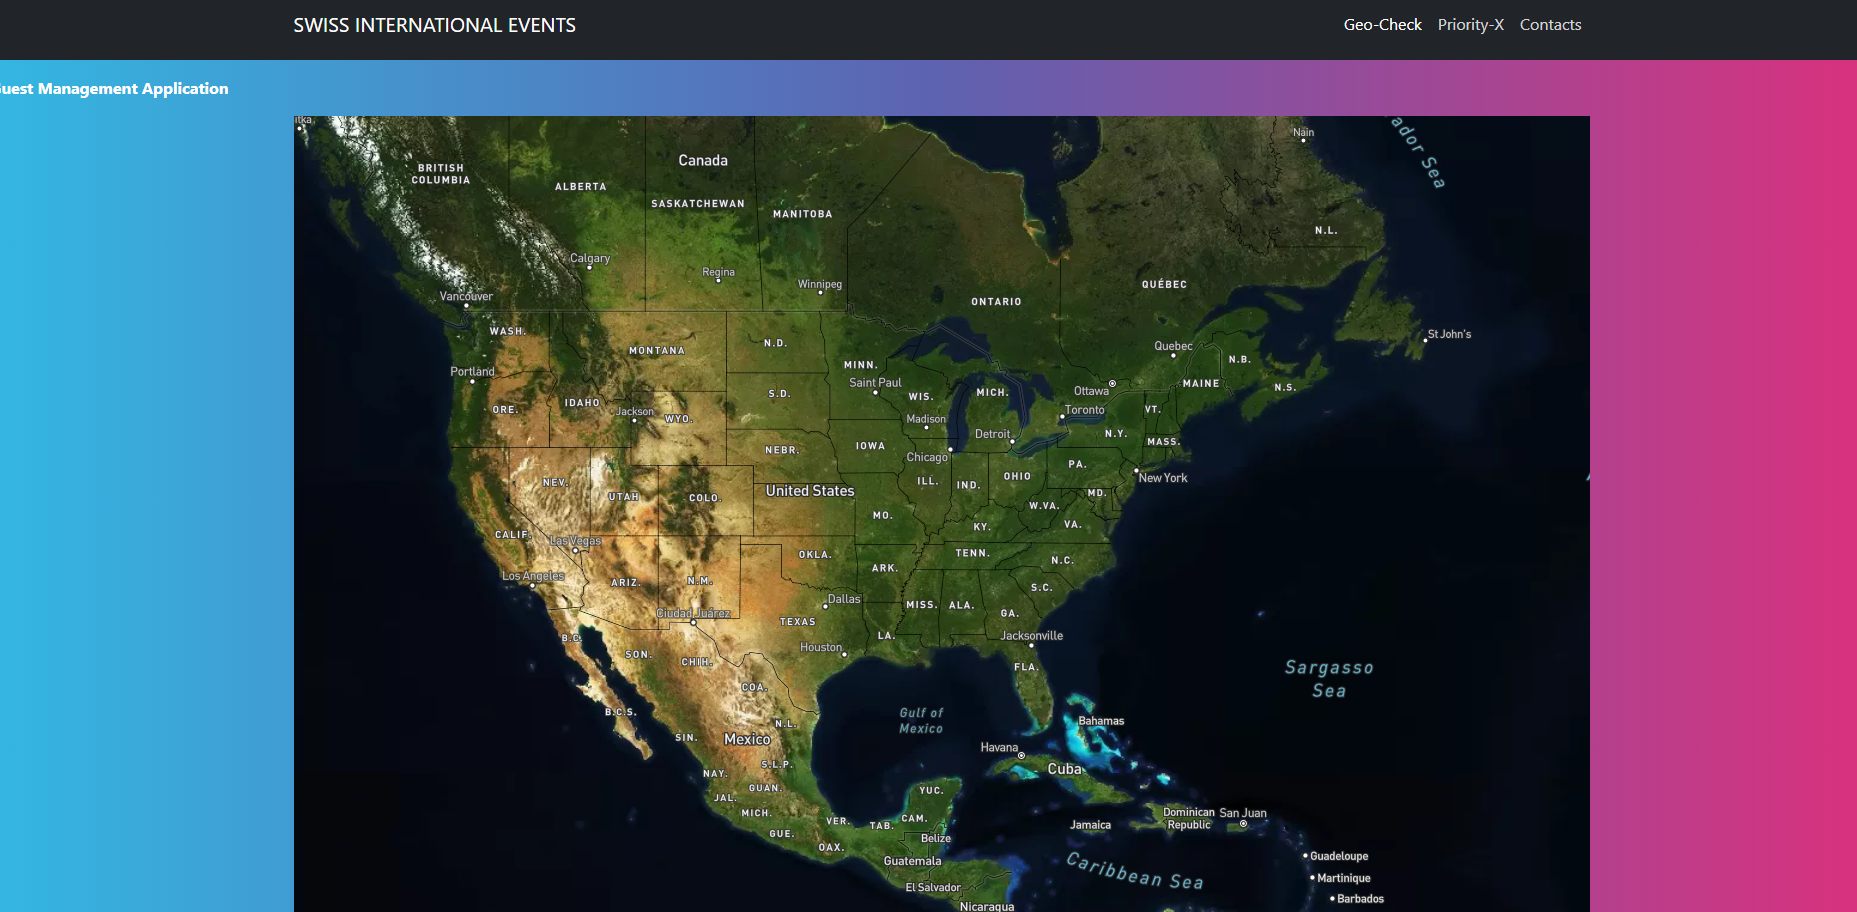 SWISS INTERNATIONAL EVENTS
Geo-Check Priority-X Contacts
uest Management Application
itka
Nain
ador Sea
Canada
BRITISH
COLUMBIA
ALBERTA
SASKATCHEWAN
MANITOBA
N.L.
Calgary
Regina
Winnipeg
QUÉBEC
Vancouver
ONTARIO
WASH.
St John's
N.D.
MONTANA
Quebec
N.B.
MINN.
Portland
Saint Paul
MAINE
N.S.
Ottawa
S.D.
WIS.
MICH.
IDAHO
Jackson
WYO.
ORE.
Toronto
VT.
Madison
Detroit
N.Y.
MASS.
IOWA
NEBR.
Chicago
PA.
OHIO
New York
NEV.
ILL.
IND.
United States
MD.
UTAH
COLO.
W.VA.
MO.
KY.
VA.
CALIF.
Las Vegas
OKLA.
TENN.
N.C.
ARK.
Los Angeles
ARIZ.
N.M.
S.C.
Dallas
MISS.
ALA.
GA.
Ciudad Juárez
TEXAS
B.C.
LA.
Jacksonville
Houston
SON.
CHIH.
FLA.
Sargasso
Sea
COA.
B.C.S.
Gulf of
Mexico
N.L.
Bahamas
SIN.
Mexico
Havana
Cuba
S.L.P.
NAY.
GUAN.
YUC.
JAL.
MICH.
VER.
TAB.
CAM.
Dominican
Republic
San Juan
Jamaica
GUE.
Belize
OAX.
Guatemala
Guadeloupe
Caribbean Sea
El Salvador
Martinique
Barbados
Nicaragua